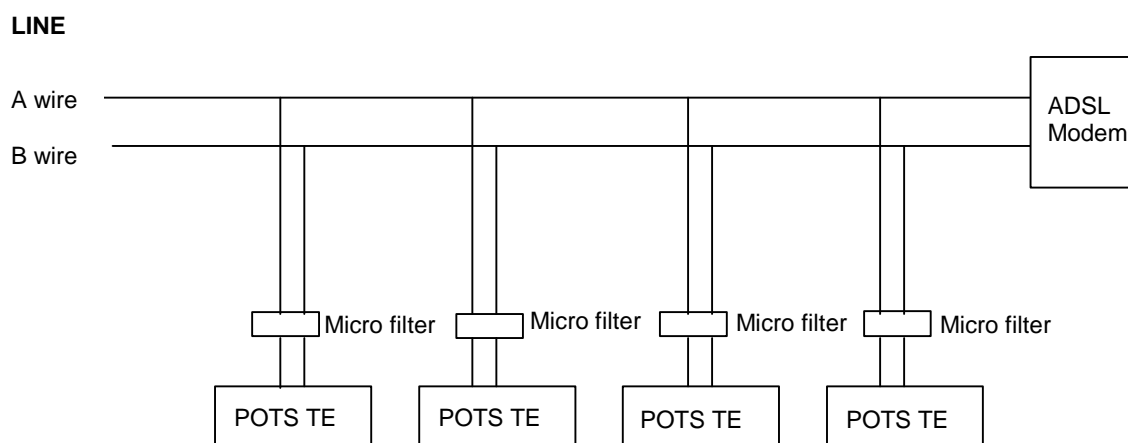 LINE
A wire
B wire
ADSL
Modem
Micro filter
Micro filter
Micro filter
Micro filter
POTS TE
POTS TE
POTS TE
POTS TE